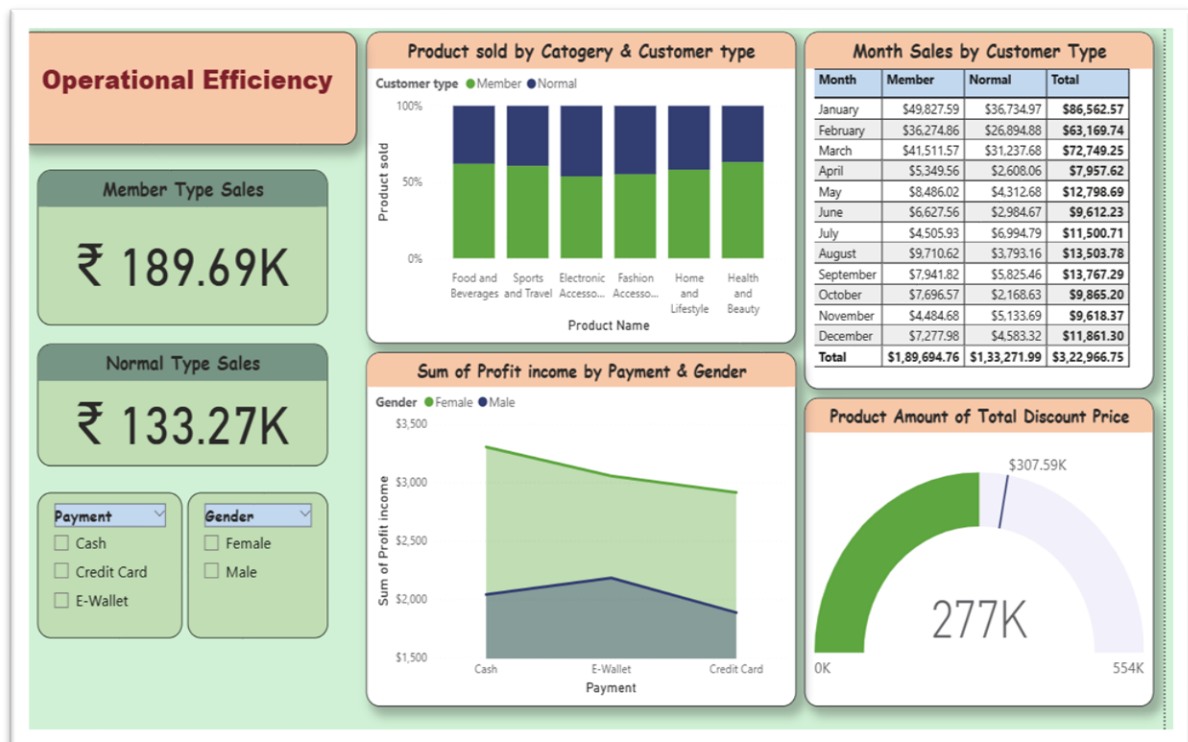 Operational Efficiency
Member Type Sales
₹ 189.69K
Normal Type Sales
₹ 133.27K
Payment
Cash
Credit Card
E-Wallet
Gender
Female
Male
Product sold by Catogery & Customer type
Customer type Member Normal
Product sold
100%
50%
0%
Food and Beverages
Sports and Travel
Electronic Accesso...
Fashion Accesso...
Home and Lifestyle
Health and Beauty
Product Name
Sum of Profit income by Payment & Gender
Gender Female Male
Sum of Profit income
$3,500
$3,000
$2,500
$2,000
$1,500
Cash E-Wallet Credit Card
Payment
Month Sales by Customer Type
Month Member Normal Total
January $49,827.59 $36,734.97 $86,562.57
February $36,274.86 $26,894.88 $63,169.74
March $41,511.57 $31,237.68 $72,749.25
April $5,349.56 $2,608.06 $7,957.62
May $8,486.02 $4,312.68 $12,798.69
June $6,627.56 $2,984.67 $9,612.23
July $4,505.93 $6,994.79 $11,500.71
August $9,710.62 $3,793.16 $13,503.78
September $7,941.82 $5,825.46 $13,767.29
October $7,696.57 $2,168.63 $9,865.20
November $4,484.68 $5,133.69 $9,618.37
December $7,277.98 $4,583.32 $11,861.30
Total $1,89,694.76 $1,33,271.99 $3,22,966.75
Product Amount of Total Discount Price
$307.59K
277K
0K 554K